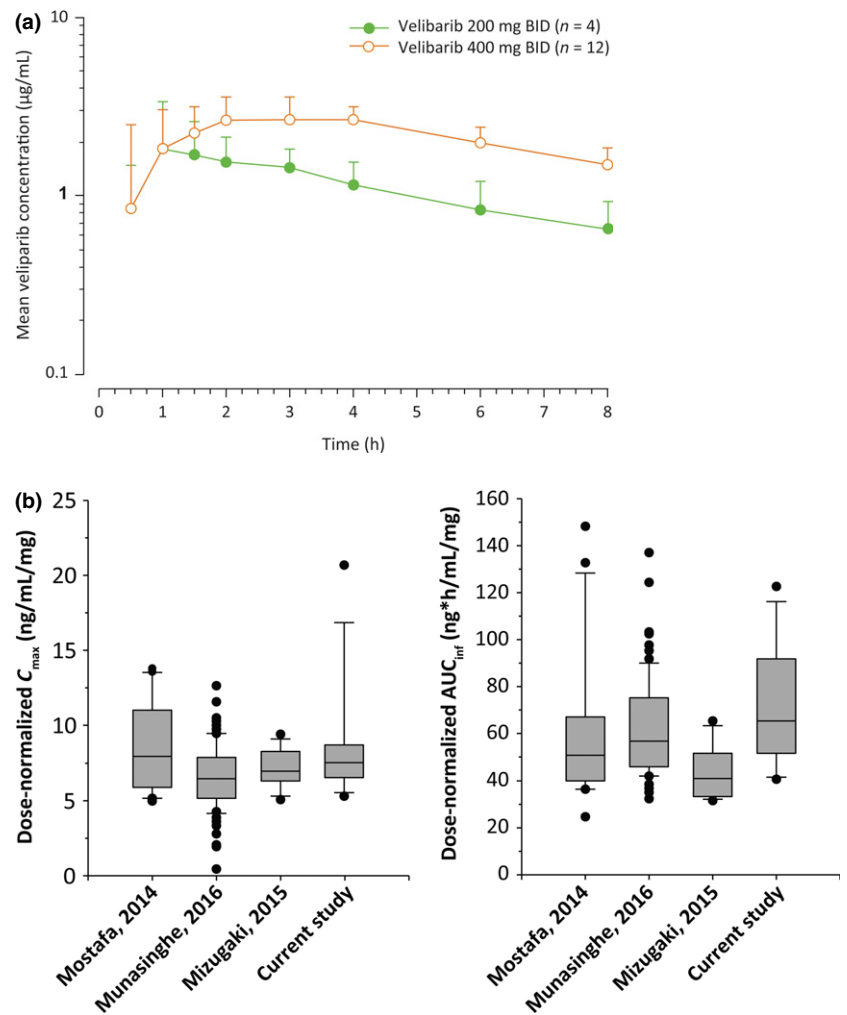 (a)
Velibarib 200 mg BID (n = 4)
Velibarib 400 mg BID (n = 12)
Mean veliparib concentration (μg/mL)
10
1
0.1
0 1 2 3 4 5 6 7 8
Time (h)
(b)
Dose-normalized Cmax (ng/mL/mg)
25
20
15
10
5
0
Mostafa, 2014
Munasinghe, 2016
Mizugaki, 2015
Current study
Dose-normalized AUCinf (ng*h/mL/mg)
160
140
120
100
80
60
40
20
0
Mostafa, 2014
Munasinghe, 2016
Mizugaki, 2015
Current study